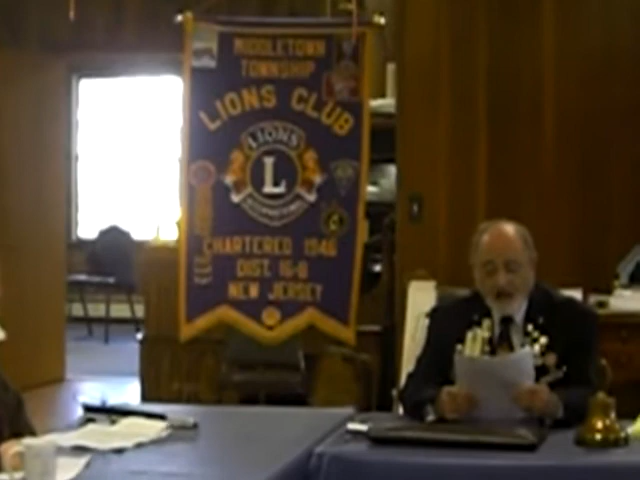 MIDDLETOWN
TOWNSHIP
LIONS CLUB
LIONS
L
CHARTERED 1946
DIST. 16-B
NEW JERSEY